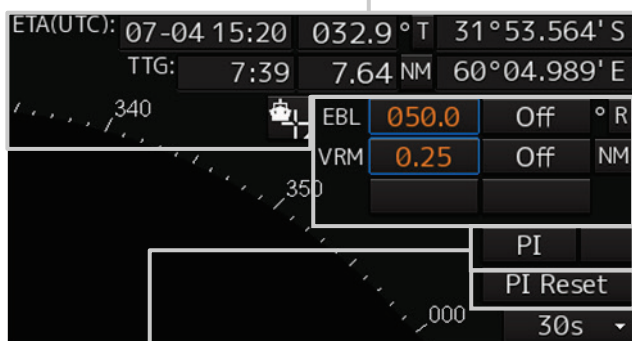 ETA(UTC): 07-04 15:20 032.9 ° T 31°53.564' S
TTG: 7:39 7.64 NM 60°04.989' E
340
EBL 050.0 Off ° R
VRM 0.25 Off NM
350
PI
PI Reset
000
30s